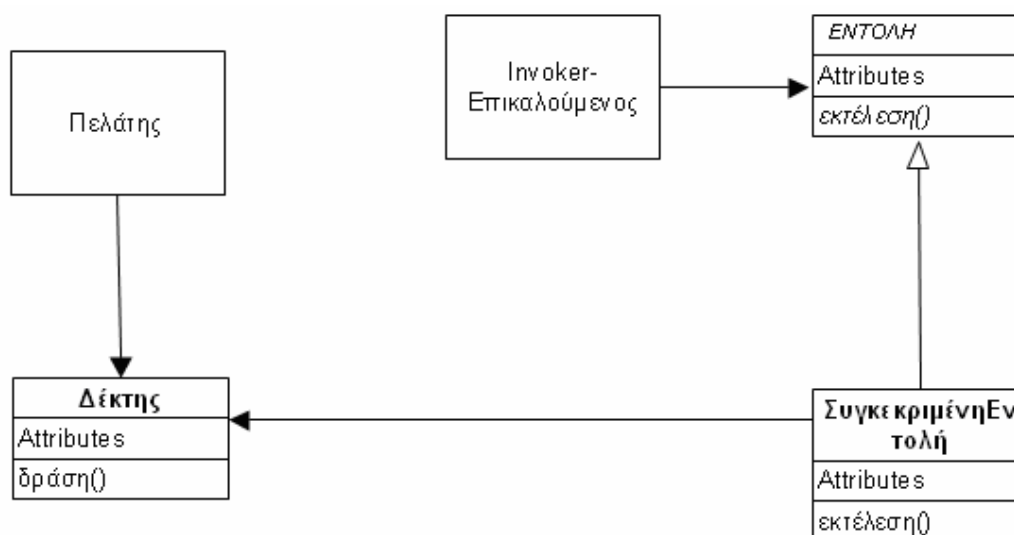 Πελάτης
Invoker-
Επικαλούμενος
ΕΝΤΟΛΗ
Attributes
εκτέλεση()
Δέκτης
Attributes
δράση()
ΣυγκεκριμένηΕν
τολή
Attributes
εκτέλεση()